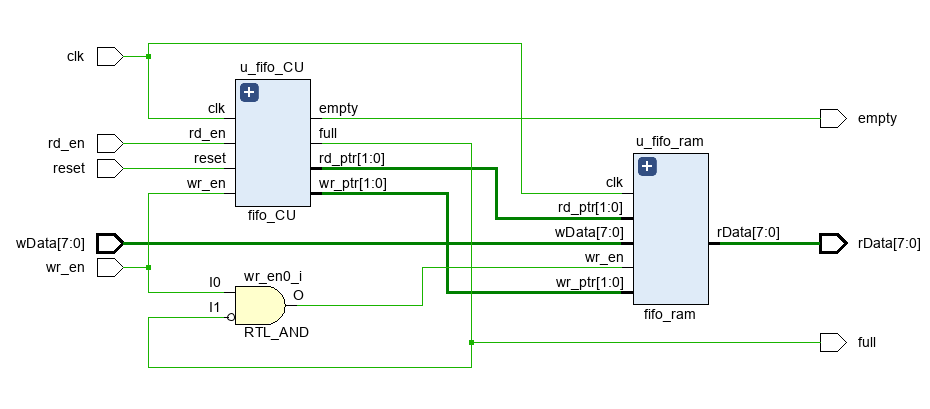 clk
u_fifo_CU
clk
rd_en
reset
wr_en
empty
full
rd_ptr[1:0]
wr_ptr[1:0]
fifo_CU
rd_en
reset
wData[7:0]
wr_en
wr_en0_i
I0
I1
O
RTL_AND
u_fifo_ram
clk
rd_ptr[1:0]
wData[7:0]
wr_en
wr_ptr[1:0]
rData[7:0]
fifo_ram
empty
rData[7:0]
full